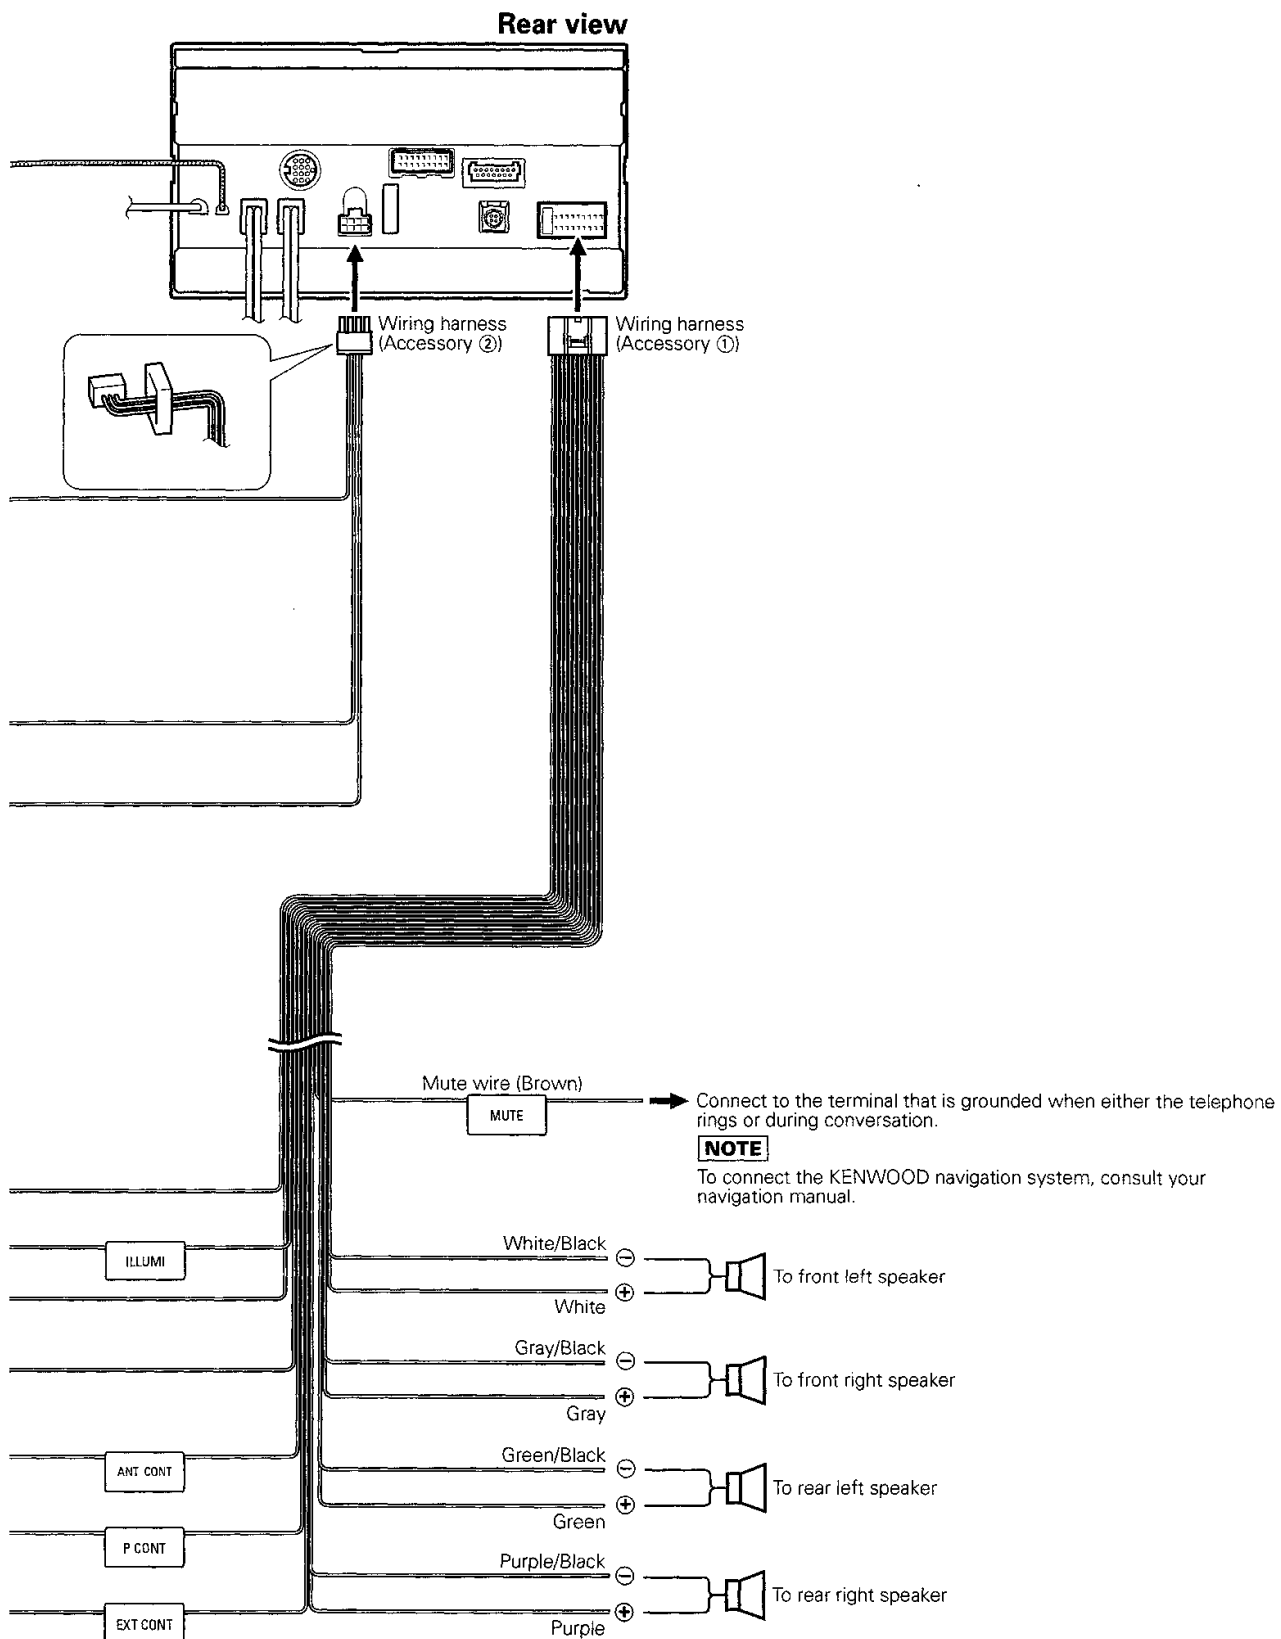 Rear view
Wiring harness
(Accessory ②)
Wiring harness
(Accessory ①)
Mute wire (Brown)
MUTE
Connect to the terminal that is grounded when either the telephone
rings or during conversation.
NOTE
To connect the KENWOOD navigation system, consult your
navigation manual.
ILLUMI
White/Black
⊖
⊕
White
To front left speaker
Gray/Black
⊖
⊕
Gray
To front right speaker
ANT CONT
Green/Black
⊖
⊕
Green
To rear left speaker
P CONT
Purple/Black
⊖
⊕
Purple
To rear right speaker
EXT CONT